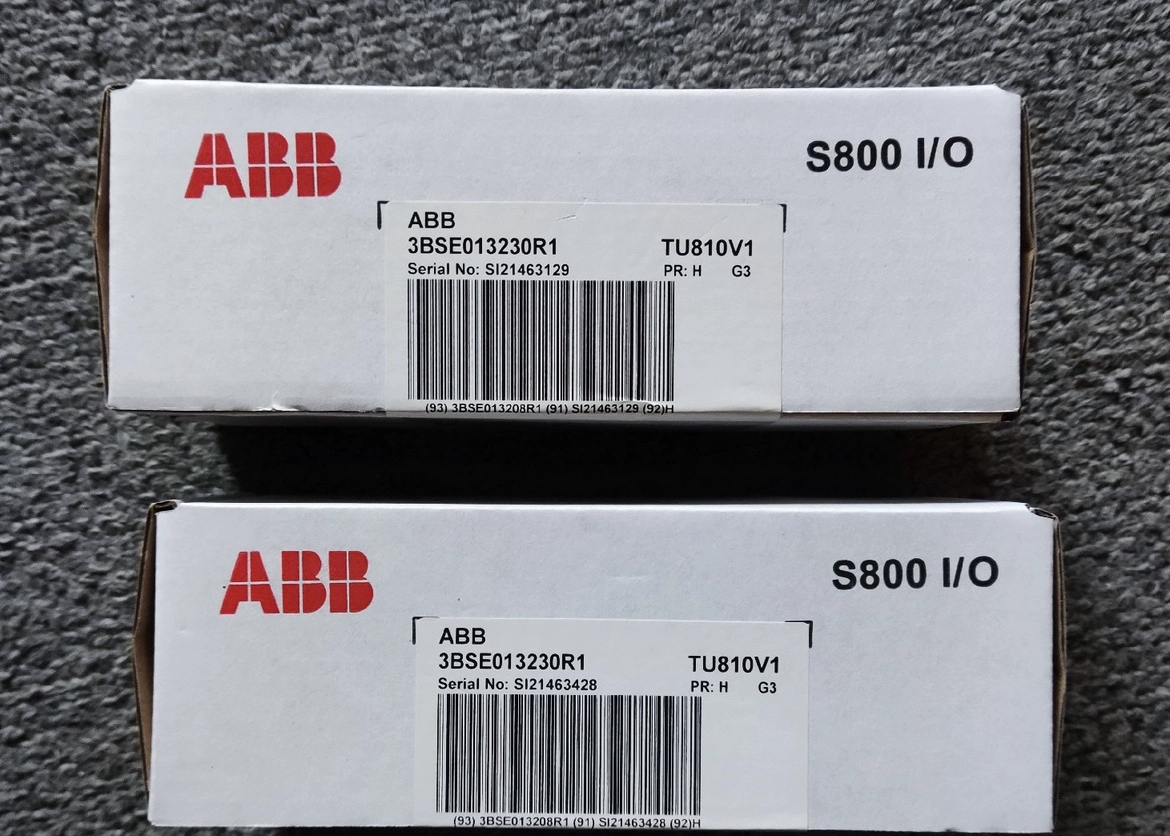 ABB
S800 I/O
ABB
3BSE013230R1 TU810V1
Serial No: SI21463129 PR: H G3
(93) 3BSE013208R1 (91) SI21463129 (92)H
ABB
S800 I/O
ABB
3BSE013230R1 TU810V1
Serial No: SI21463428 PR: H G3
(93) 3BSE013208R1 (91) SI21463428 (92)H